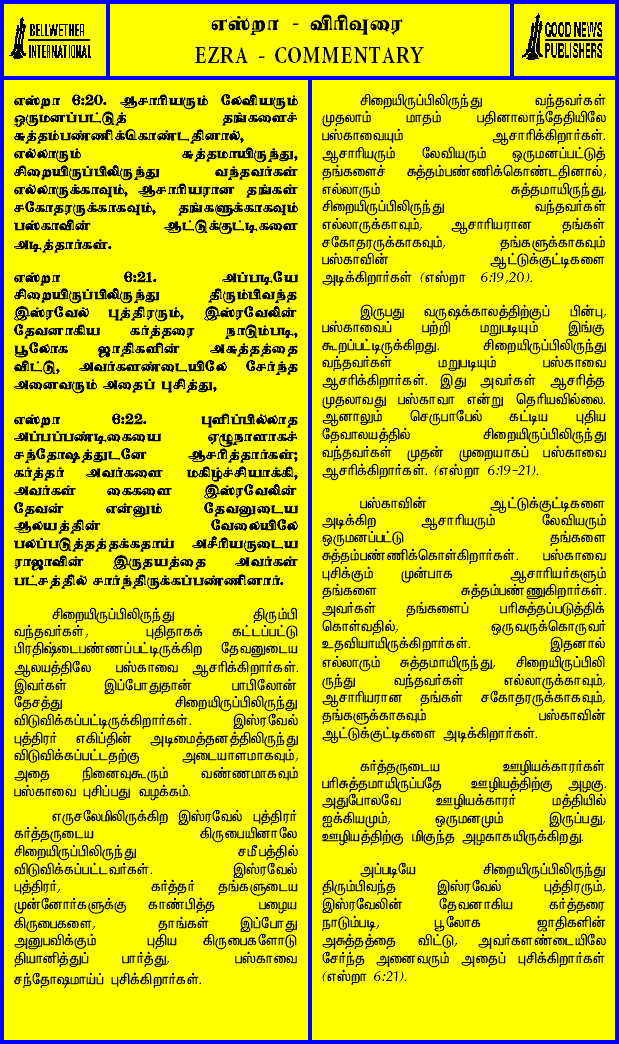 BELLWETHER
INTERNATIONAL
எஸ்றா - விரிவுரை
EZRA - COMMENTARY
GOOD NEWS
PUBLISHERS
எஸ்றா 6:20. ஆசாரியரும் லேவியரும்
ஒருமனப்பட்டுத் தங்களைச்
சுத்தம்பண்ணிக்கொண்டதினால்,
எல்லாரும் சுத்தமாயிருந்து,
சிறையிருப்பிலிருந்து வந்தவர்கள்
எல்லாருக்காவும், ஆசாரியரான தங்கள்
சகோதரருக்காகவும், தங்களுக்காகவும்
பஸ்காவின் ஆட்டுக்குட்டிகளை
அடித்தார்கள்.
எஸ்றா 6:21. அப்படியே
சிறையிருப்பிலிருந்து திரும்பிவந்த
இஸ்ரவேல் புத்திரரும், இஸ்ரவேலின்
தேவனாகிய கர்த்தரை நாடும்படி,
பூலோக ஜாதிகளின் அசுத்தத்தை
விட்டு, அவர்களண்டையிலே சேர்ந்த
அனைவரும் அதைப் புசித்து,
எஸ்றா 6:22. புளிப்பில்லாத
அப்பப்பண்டிகையை ஏழுநாளாகச்
சந்தோஷத்துடனே ஆசரித்தார்கள்;
கர்த்தர் அவர்களை மகிழ்ச்சியாக்கி,
அவர்கள் கைகளை இஸ்ரவேலின்
தேவன் என்னும் தேவனுடைய
ஆலயத்தின் வேலையிலே
பலப்படுத்தத்தக்கதாய் அசீரியருடைய
ராஜாவின் இருதயத்தை அவர்கள்
பட்சத்தில் சார்ந்திருக்கப்பண்ணினார்.
சிறையிருப்பிலிருந்து திரும்பி
வந்தவர்கள், புதிதாகக் கட்டப்பட்டு
பிரதிஷ்டைபண்ணப்பட்டிருக்கிற தேவனுடைய
ஆலயத்திலே பஸ்காவை ஆசரிக்கிறார்கள்.
இவர்கள் இப்போதுதான் பாபிலோன்
தேசத்து சிறையிருப்பிலிருந்து
விடுவிக்கப்பட்டிருக்கிறார்கள். இஸ்ரவேல்
புத்திரர் எகிப்தின் அடிமைத்தனத்திலிருந்து
விடுவிக்கப்பட்டதற்கு அடையாளமாகவும்,
அதை நினைவுகூரும் வண்ணமாகவும்
பஸ்காவை புசிப்பது வழக்கம்.
எருசலேமிலிருக்கிற இஸ்ரவேல் புத்திரர்
கர்த்தருடைய கிருபையினாலே
சிறையிருப்பிலிருந்து சமீபத்தில்
விடுவிக்கப்பட்டவர்கள். இஸ்ரவேல்
புத்திரர், கர்த்தர் தங்களுடைய
முன்னோர்களுக்கு காண்பித்த பழைய
கிருபைகளை, தாங்கள் இப்போது
அனுபவிக்கும் புதிய கிருபைகளோடு
தியானித்துப் பார்த்து, பஸ்காவை
சந்தோஷமாய்ப் புசிக்கிறார்கள்.
சிறையிருப்பிலிருந்து வந்தவர்கள்
முதலாம் மாதம் பதினாலாந்தேதியிலே
பஸ்காவையும் ஆசாரிக்கிறார்கள்.
ஆசாரியரும் லேவியரும் ஒருமனப்பட்டுத்
தங்களைச் சுத்தம்பண்ணிக்கொண்டதினால்,
எல்லாரும் சுத்தமாயிருந்து,
சிறையிருப்பிலிருந்து வந்தவர்கள்
எல்லாருக்காவும், ஆசாரியரான தங்கள்
சகோதரருக்காகவும், தங்களுக்காகவும்
பஸ்காவின் ஆட்டுக்குட்டிகளை
அடிக்கிறார்கள் (எஸ்றா 6:19,20).
இருபது வருஷக்காலத்திற்குப் பின்பு,
பஸ்காவைப் பற்றி மறுபடியும் இங்கு
கூறப்பட்டிருக்கிறது. சிறையிருப்பிலிருந்து
வந்தவர்கள் மறுபடியும் பஸ்காவை
ஆசரிக்கிறார்கள். இது அவர்கள் ஆசரித்த
முதலாவது பஸ்காவா என்று தெரியவில்லை.
ஆனாலும் செருபாபேல் கட்டிய புதிய
தேவாலயத்தில் சிறையிருப்பிலிருந்து
வந்தவர்கள் முதன் முறையாகப் பஸ்காவை
ஆசரிக்கிறார்கள். (எஸ்றா 6:19-21).
பஸ்காவின் ஆட்டுக்குட்டிகளை
அடிக்கிற ஆசாரியரும் லேவியரும்
ஒருமனப்பட்டு தங்களை
சுத்தம்பண்ணிக்கொள்கிறார்கள். பஸ்காவை
புசிக்கும் முன்பாக ஆசாரியர்களும்
தங்களை சுத்தம்பண்ணுகிறார்கள்.
அவர்கள் தங்களைப் பரிசுத்தப்படுத்திக்
கொள்வதில், ஒருவருக்கொருவர்
உதவியாயிருக்கிறார்கள். இதனால்
எல்லாரும் சுத்தமாயிருந்து, சிறையிருப்பிலி
ருந்து வந்தவர்கள் எல்லாருக்காவும்,
ஆசாரியரான தங்கள் சகோதரருக்காகவும்,
தங்களுக்காகவும் பஸ்காவின்
ஆட்டுக்குட்டிகளை அடிக்கிறார்கள்.
கர்த்தருடைய ஊழியக்காரர்கள்
பரிசுத்தமாயிருப்பதே ஊழியத்திற்கு அழகு.
அதுபோலவே ஊழியக்காரர் மத்தியில்
ஐக்கியமும், ஒருமனமும் இருப்பது,
ஊழியத்திற்கு மிகுந்த அழகாகயிருக்கிறது.
அப்படியே சிறையிருப்பிலிருந்து
திரும்பிவந்த இஸ்ரவேல் புத்திரரும்,
இஸ்ரவேலின் தேவனாகிய கர்த்தரை
நாடும்படி, பூலோக ஜாதிகளின்
அசுத்தத்தை விட்டு, அவர்களண்டையிலே
சேர்ந்த அனைவரும் அதைப் புசிக்கிறார்கள்
(எஸ்றா 6:21).